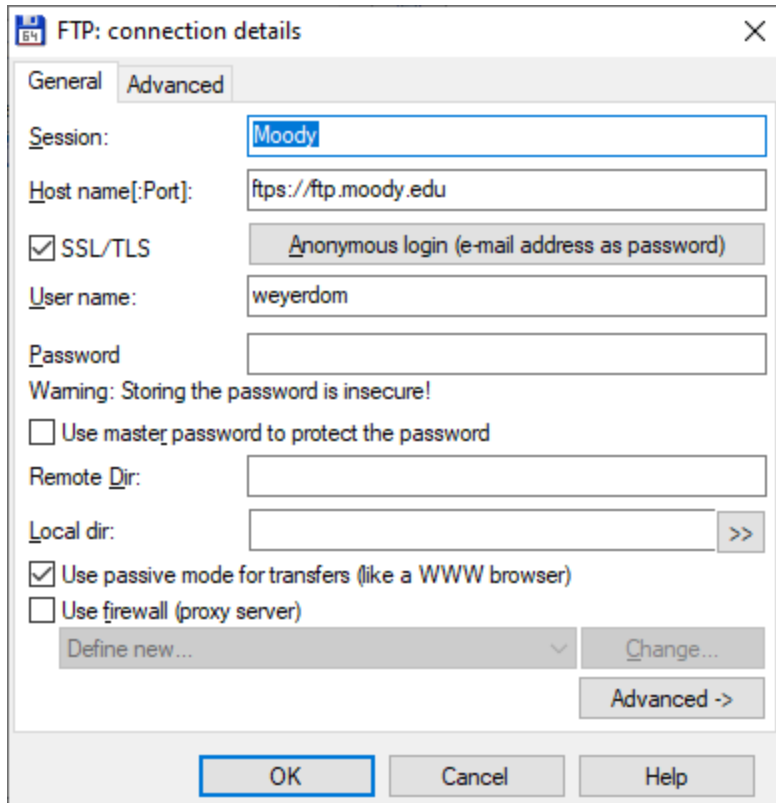 64 FTP: connection details
General Advanced
Session: Moody
Host name[:Port]: ftps://ftp.moody.edu
SSL/TLS Anonymous login (e-mail address as password)
User name: weyerdom
Password
Warning: Storing the password is insecure!
Use master password to protect the password
Remote Dir:
Local dir: >>
Use passive mode for transfers (like a WWW browser)
Use firewall (proxy server)
Define new... Change...
Advanced ->
OK Cancel Help